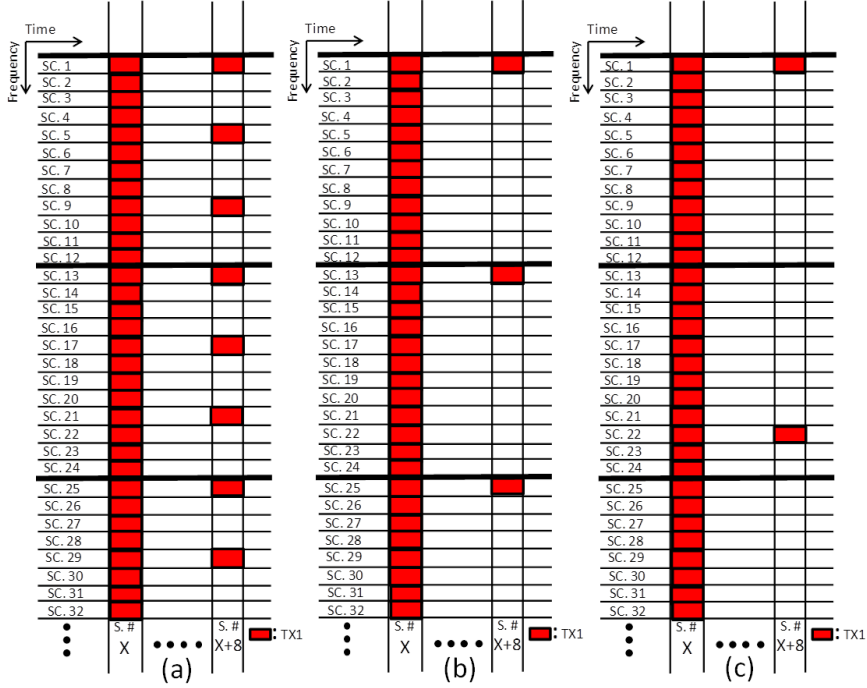 Time
Frequency
SC. 1
SC. 2
SC. 3
SC. 4
SC. 5
SC. 6
SC. 7
SC. 8
SC. 9
SC. 10
SC. 11
SC. 12
SC. 13
SC. 14
SC. 15
SC. 16
SC. 17
SC. 18
SC. 19
SC. 20
SC. 21
SC. 22
SC. 23
SC. 24
SC. 25
SC. 26
SC. 27
SC. 28
SC. 29
SC. 30
SC. 31
SC. 32
S. #
X
S. #
X+8
: TX1
(a)
Time
Frequency
SC. 1
SC. 2
SC. 3
SC. 4
SC. 5
SC. 6
SC. 7
SC. 8
SC. 9
SC. 10
SC. 11
SC. 12
SC. 13
SC. 14
SC. 15
SC. 16
SC. 17
SC. 18
SC. 19
SC. 20
SC. 21
SC. 22
SC. 23
SC. 24
SC. 25
SC. 26
SC. 27
SC. 28
SC. 29
SC. 30
SC. 31
SC. 32
S. #
X
S. #
X+8
: TX1
(b)
Time
Frequency
SC. 1
SC. 2
SC. 3
SC. 4
SC. 5
SC. 6
SC. 7
SC. 8
SC. 9
SC. 10
SC. 11
SC. 12
SC. 13
SC. 14
SC. 15
SC. 16
SC. 17
SC. 18
SC. 19
SC. 20
SC. 21
SC. 22
SC. 23
SC. 24
SC. 25
SC. 26
SC. 27
SC. 28
SC. 29
SC. 30
SC. 31
SC. 32
S. #
X
S. #
X+8
: TX1
(c)